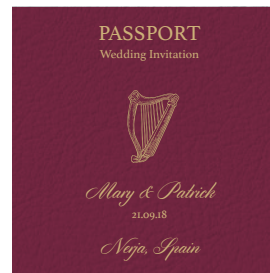 PASSPORT
Wedding Invitation
Mary & Patrick
21.09.18
Nerja, Spain